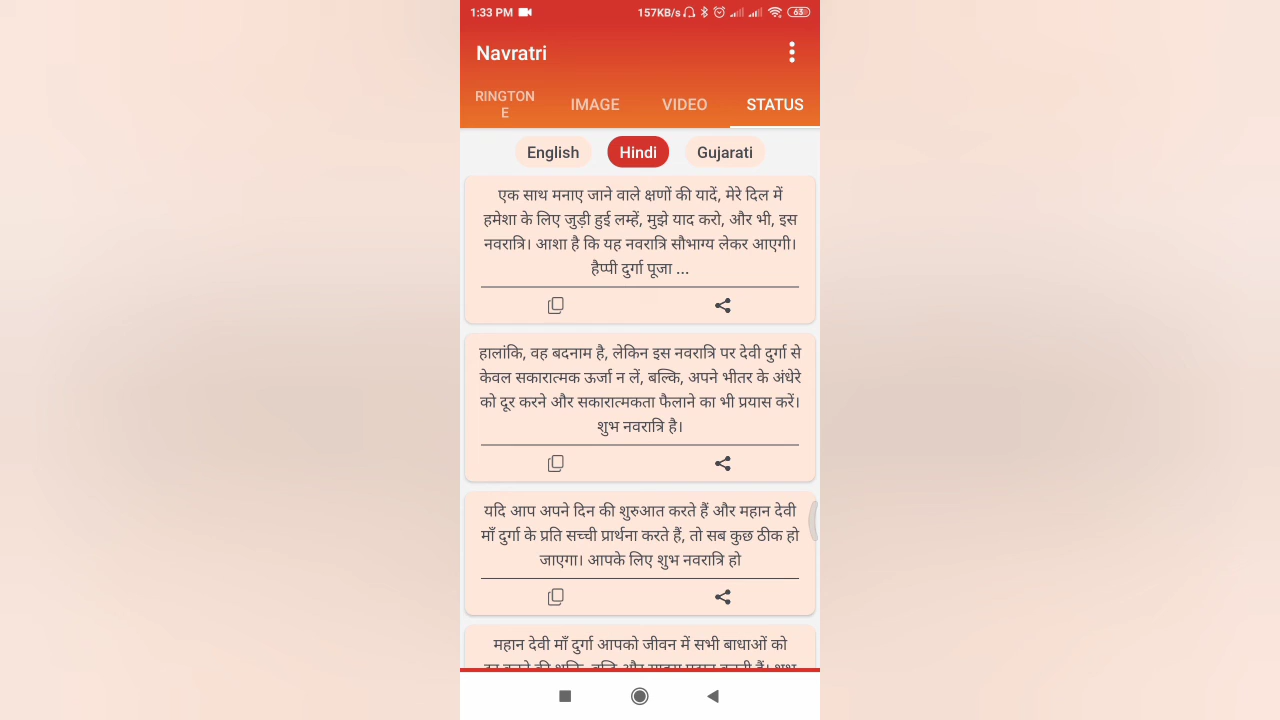 1:33 PM 157KB/s 63
Navratri
RINGTON
E
IMAGE VIDEO STATUS
English Hindi Gujarati
एक साथ मनाए जाने वाले क्षणों की यादें, मेरे दिल में
हमेशा के लिए जुड़ी हुई लम्हें, मुझे याद करो, और भी, इस
नवरात्रि। आशा है कि यह नवरात्रि सौभाग्य लेकर आएगी।
हैप्पी दुर्गा पूजा ...
हालांकि, वह बदनाम है, लेकिन इस नवरात्रि पर देवी दुर्गा से
केवल सकारात्मक ऊर्जा न लें, बल्कि, अपने भीतर के अंधेरे
को दूर करने और सकारात्मकता फैलाने का भी प्रयास करें।
शुभ नवरात्रि है।
यदि आप अपने दिन की शुरुआत करते हैं और महान देवी
माँ दुर्गा के प्रति सच्ची प्रार्थना करते हैं, तो सब कुछ ठीक हो
जाएगा। आपके लिए शुभ नवरात्रि हो
महान देवी माँ दुर्गा आपको जीवन में सभी बाधाओं को